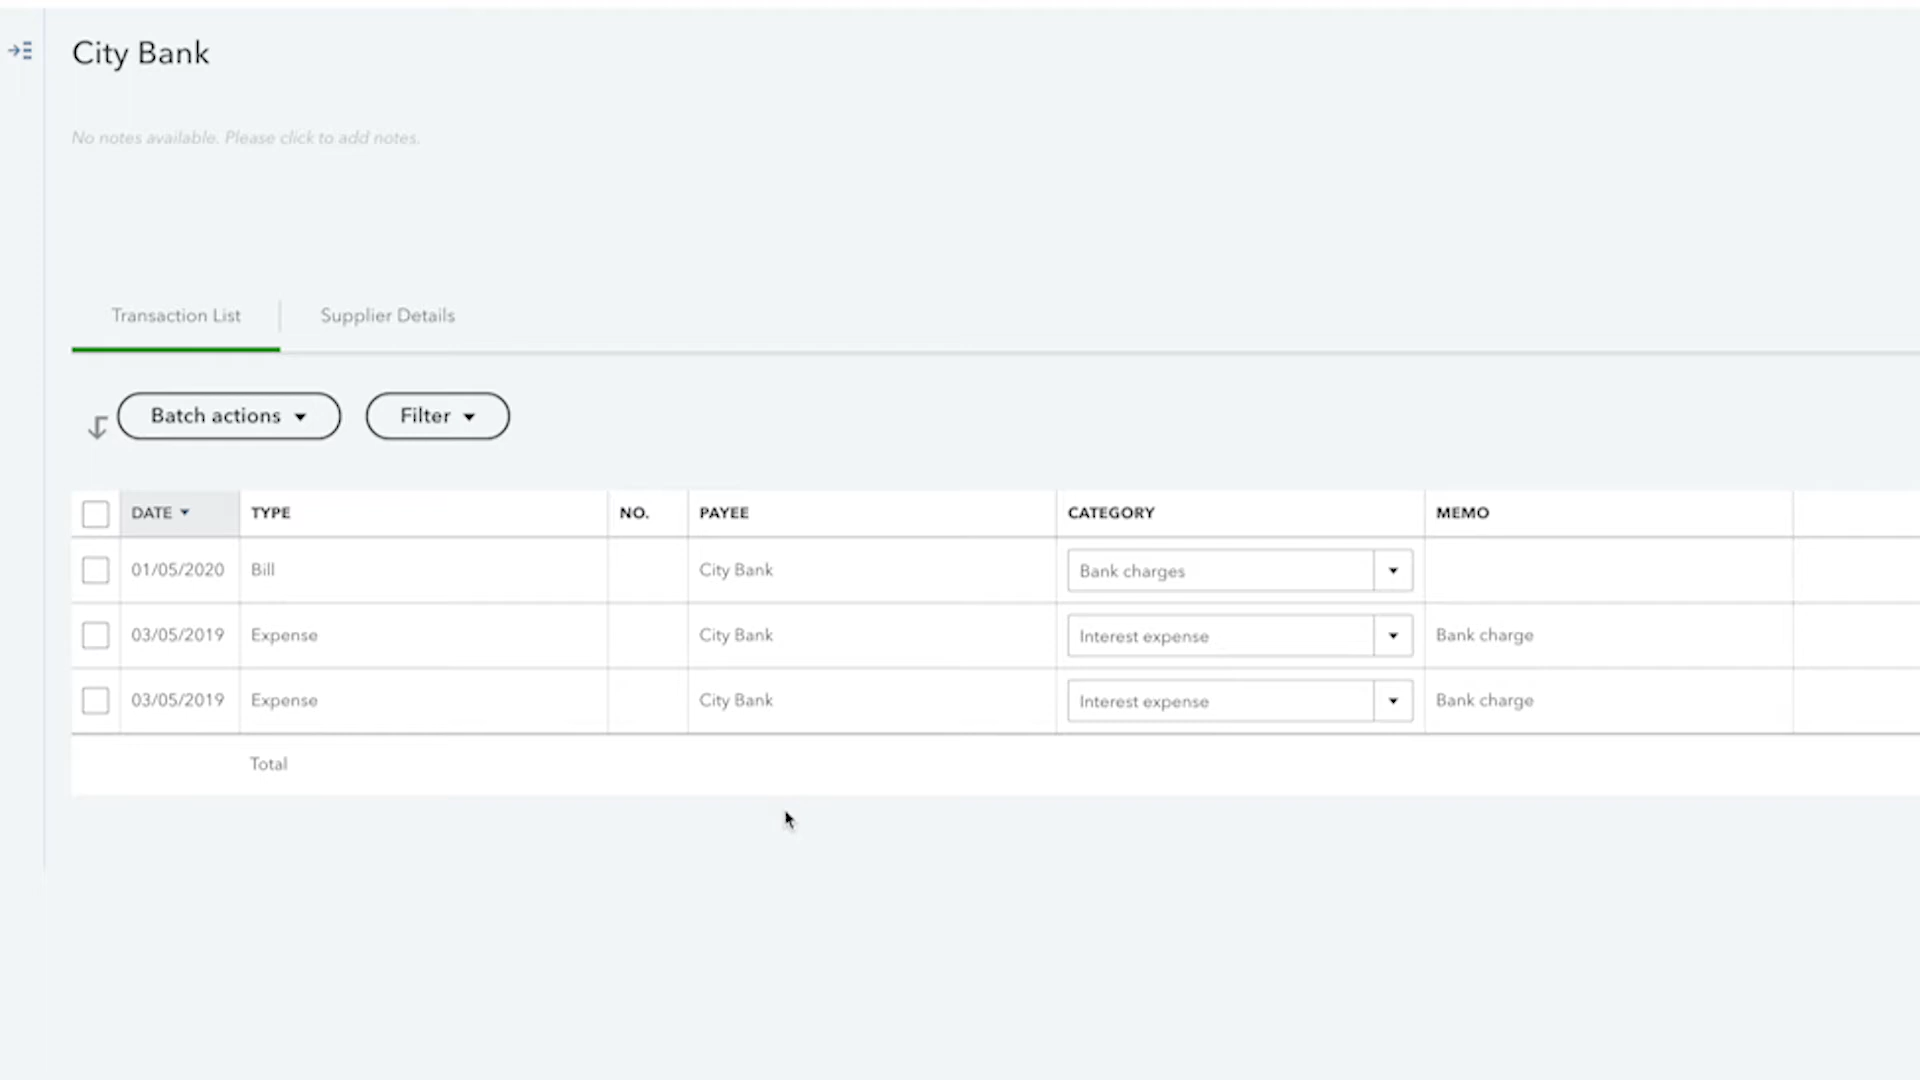 City Bank
No notes available. Please click to add notes.
Transaction List Supplier Details
Batch actions Filter
DATE TYPE NO. PAYEE CATEGORY MEMO
01/05/2020 Bill City Bank Bank charges
03/05/2019 Expense City Bank Interest expense Bank charge
03/05/2019 Expense City Bank Interest expense Bank charge
Total